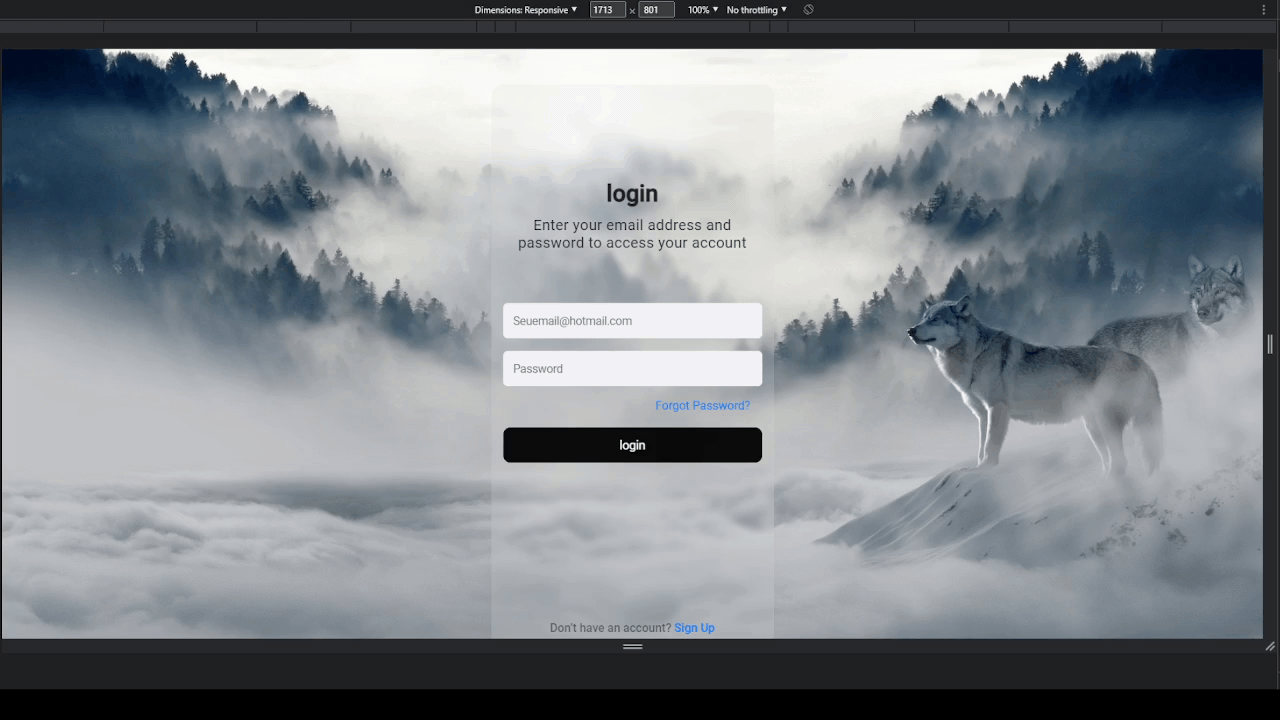 Dimensions: Responsive ▼ 1713 × 801 100% ▼ No throttling ▼
login
Enter your email address and
password to access your account
Seuemail@hotmail.com
Password
Forgot Password?
login
Don't have an account? Sign Up